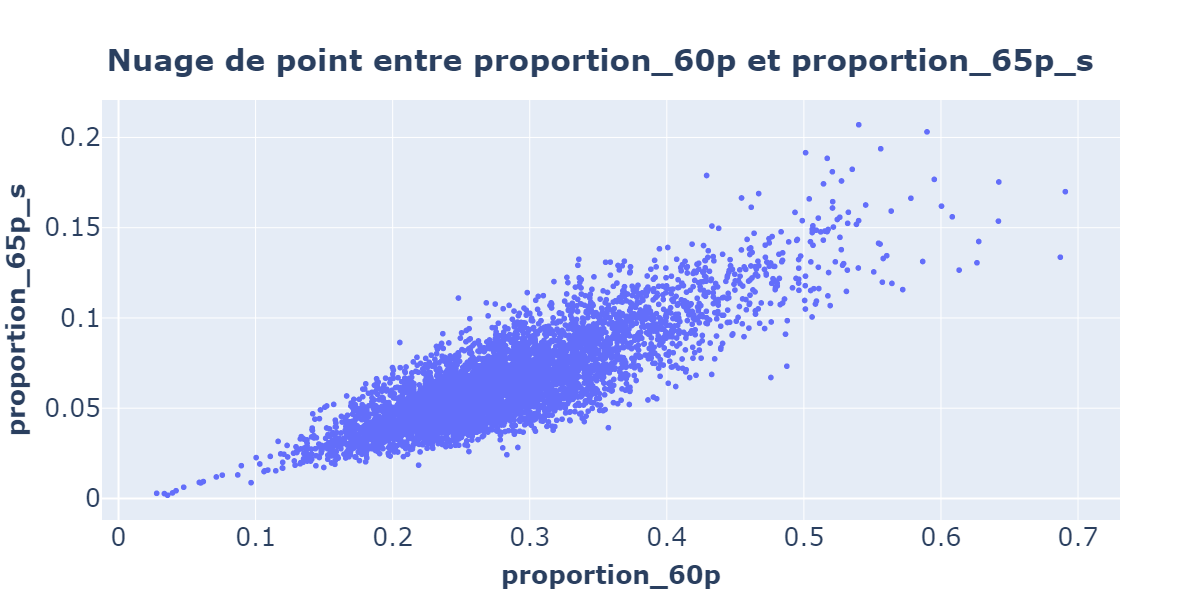 Nuage de point entre proportion_60p et proportion_65p_s
proportion_65p_s
0.2
0.15
0.1
0.05
0
0 0.1 0.2 0.3 0.4 0.5 0.6 0.7
proportion_60p